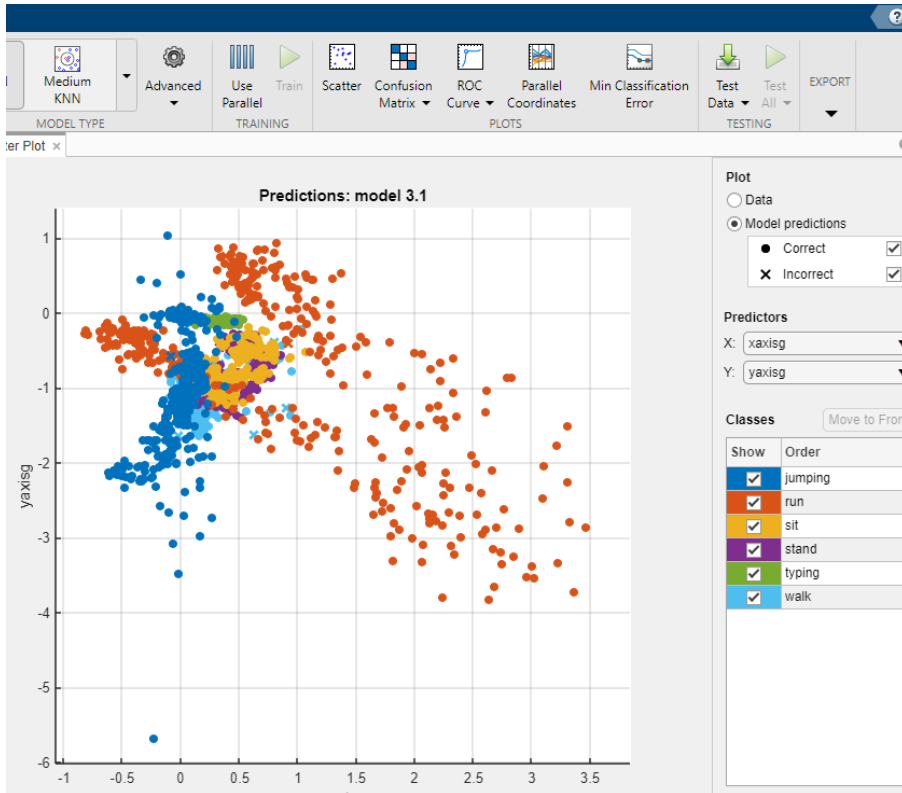 ?
Medium
KNN
Advanced
Use
Parallel
Train
Scatter
Confusion
Matrix
ROC
Curve
Parallel
Coordinates
Min Classification
Error
Test
Data
Test
All
EXPORT
MODEL TYPE
TRAINING
PLOTS
TESTING
ter Plot ×
Predictions: model 3.1
1
0
-1
-2
-3
-4
-5
-6
yaxisg
-1 -0.5 0 0.5 1 1.5 2 2.5 3 3.5
Plot
Data
Model predictions
Correct
Incorrect
Predictors
X: xaxisg
Y: yaxisg
Classes
Move to Fror
Show Order
jumping
run
sit
stand
typing
walk